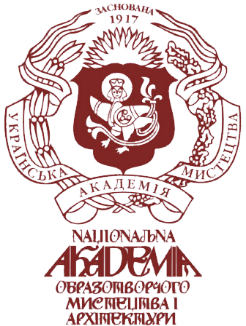 ЗАСНОВАНА
1917
УКРАЇНСЬКА АКАДЕМІЯ МИСТЕЦТВА
НАЦІОНАЛЬНА
АКАДЕМІЯ
ОБРАЗОТВОРЧОГО
МИСТЕЦТВА І
АРХІТЕКТУРИ